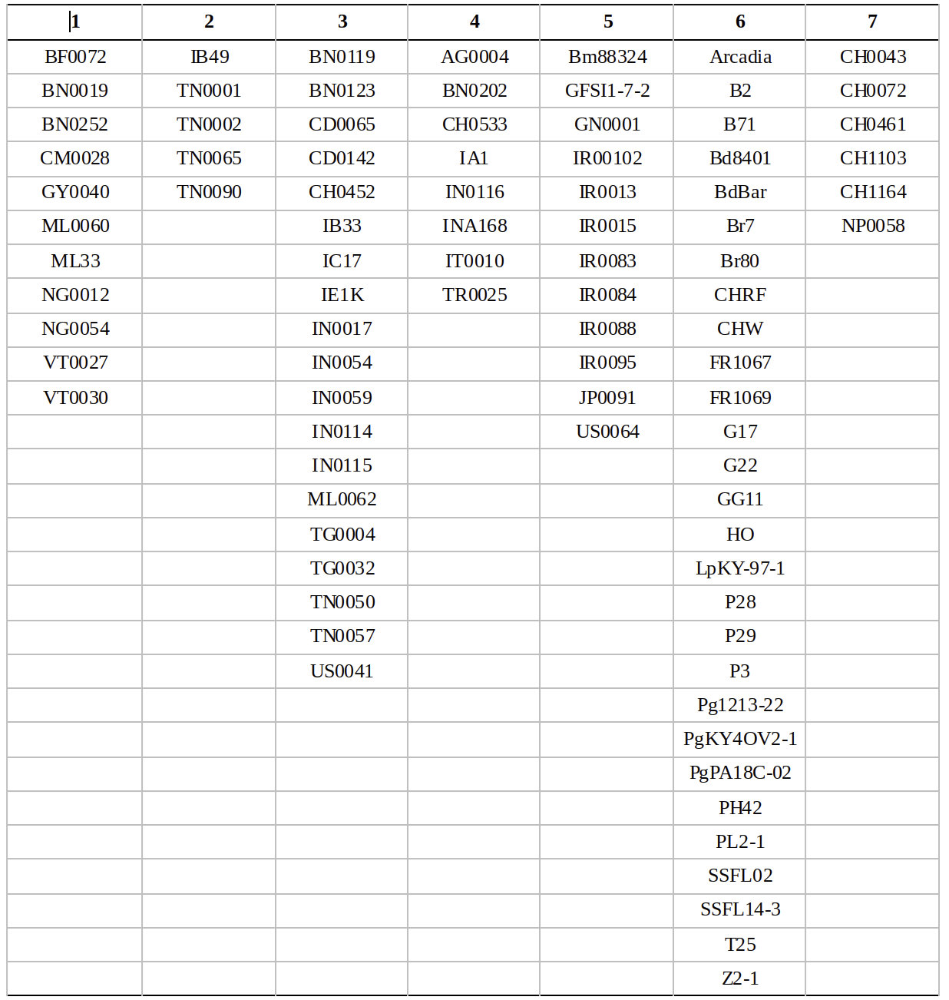 1 2 3 4 5 6 7
BF0072 IB49 BN0119 AG0004 Bm88324 Arcadia CH0043
BN0019 TN0001 BN0123 BN0202 GFSI1-7-2 B2 CH0072
BN0252 TN0002 CD0065 CH0533 GN0001 B71 CH0461
CM0028 TN0065 CD0142 IA1 IR00102 Bd8401 CH1103
GY0040 TN0090 CH0452 IN0116 IR0013 BdBar CH1164
ML0060 IB33 INA168 IR0015 Br7 NP0058
ML33 IC17 IT0010 IR0083 Br80
NG0012 IE1K TR0025 IR0084 CHRF
NG0054 IN0017 IR0088 CHW
VT0027 IN0054 IR0095 FR1067
VT0030 IN0059 JP0091 FR1069
IN0114 US0064 G17
IN0115 G22
ML0062 GG11
TG0004 HO
TG0032 LpKY-97-1
TN0050 P28
TN0057 P29
US0041 P3
Pg1213-22
PgKY4OV2-1
PgPA18C-02
PH42
PL2-1
SSFL02
SSFL14-3
T25
Z2-1